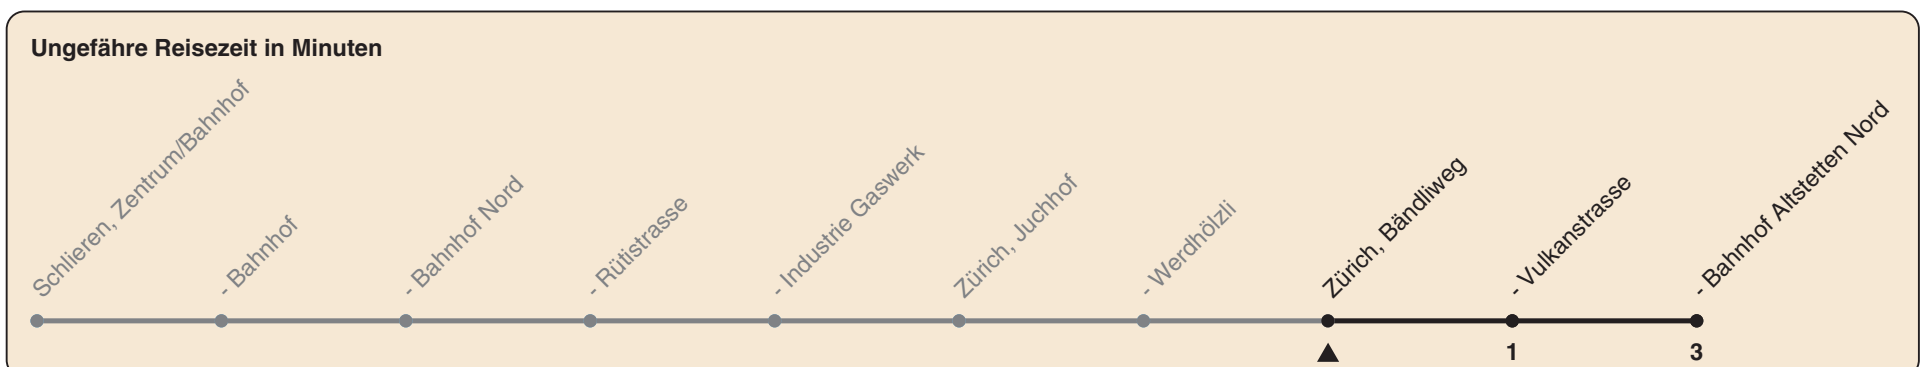 Ungefähre Reisezeit in Minuten
Schlieren, Zentrum/Bahnhof
- Bahnhof
- Bahnhof Nord
- Rütistrasse
- Industrie Gaswerk
Zürich, Juchhof
- Werdhölzli
Zürich, Bändliweg
- Vulkanstrasse
- Bahnhof Altstetten Nord
1
3